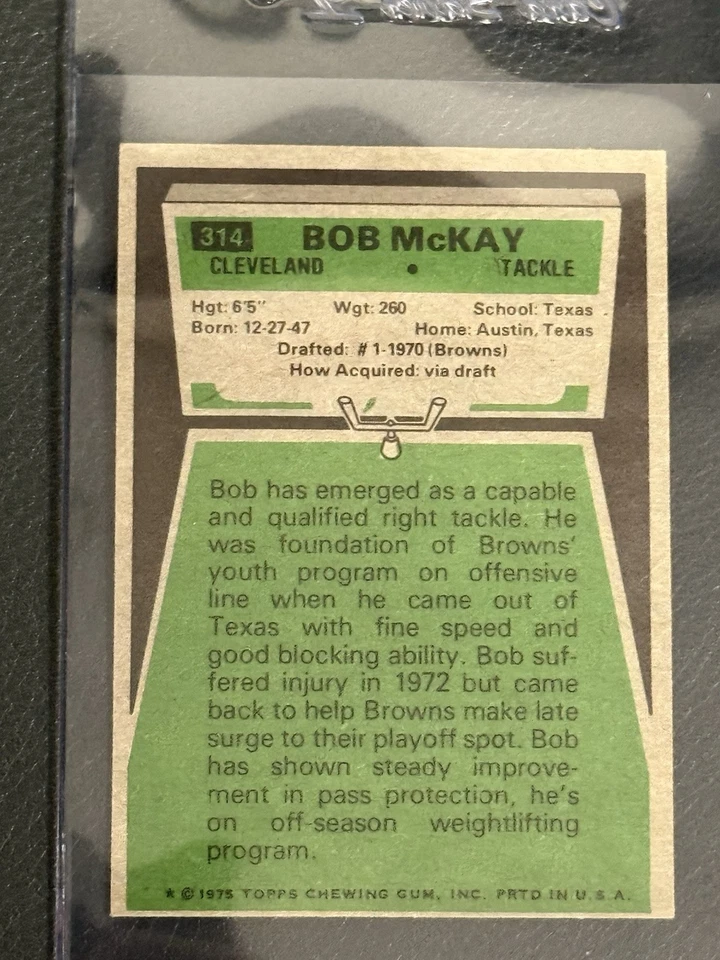 314 BOB McKAY
CLEVELAND • TACKLE
Hgt: 6'5" Wgt: 260 School: Texas
Born: 12-27-47 Home: Austin, Texas
Drafted: #1-1970 (Browns)
How Acquired: via draft
Bob has emerged as a capable
and qualified right tackle. He
was foundation of Browns'
youth program on offensive
line when he came out of
Texas with fine speed and
good blocking ability. Bob suf-
fered injury in 1972 but came
back to help Browns make late
surge to their playoff spot. Bob
has shown steady improve-
ment in pass protection, he's
on off-season weightlifting
program.
* © 1975 TOPPS CHEWING GUM, INC. PRTD IN U.S.A.